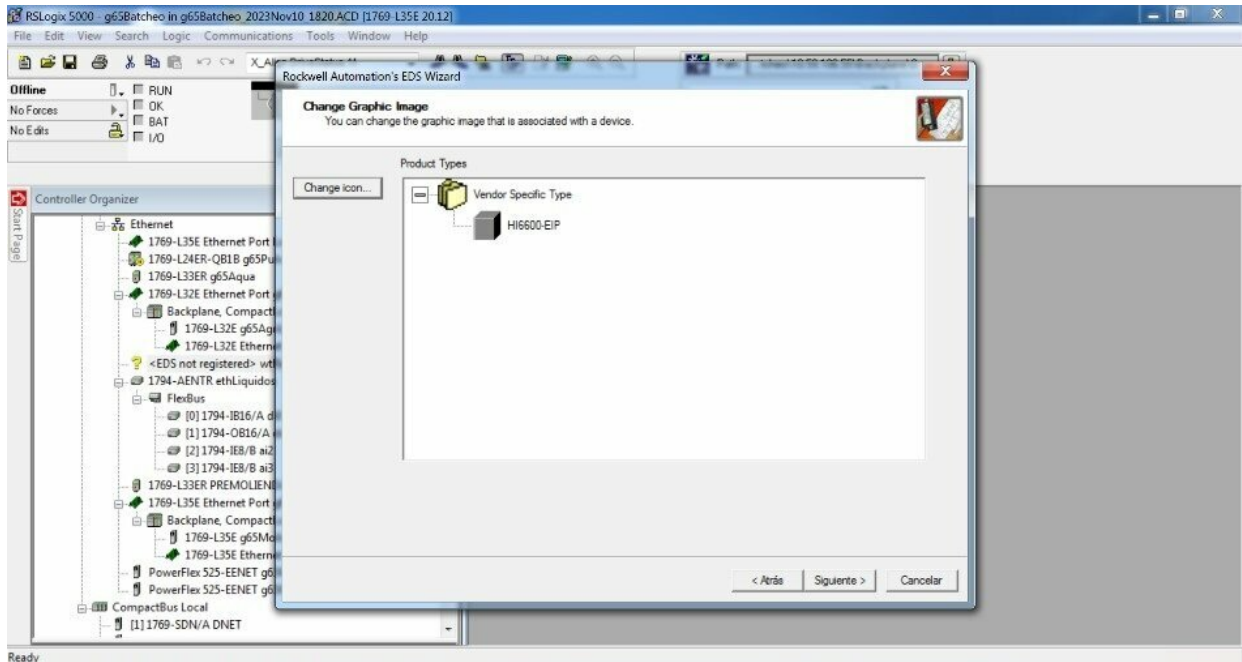 RSLogix 5000 - g65Batcheo in g65Batcheo_2023Nov10_1820.ACD [1769-L35E 20.12]
File Edit View Search Logic Communications Tools Window Help
Offline
RUN
No Forces
OK
BAT
No Edits
I/O
Rockwell Automation's EDS Wizard
Change Graphic Image
You can change the graphic image that is associated with a device.
Product Types
Change icon...
Vendor Specific Type
HI6600-EIP
< Atrás
Siguiente >
Cancelar
Start Page
Controller Organizer
Ethernet
1769-L35E Ethernet Port
1769-L24ER-QB1B g65Pu
1769-L33ER g65Aqua
1769-L32E Ethernet Port
Backplane, Compact
1769-L32E g65Ag
1769-L32E Ethern
<EDS not registered> wt
1794-AENTR ethLiquidos
FlexBus
[0] 1794-IB16/A d
[1] 1794-OB16/A
[2] 1794-IE8/B ai2
[3] 1794-IE8/B ai3
1769-L33ER PREMOLIEN
1769-L35E Ethernet Port
Backplane, Compact
1769-L35E g65Mo
1769-L35E Ethern
PowerFlex 525-EENET g6
PowerFlex 525-EENET g6
CompactBus Local
[1] 1769-SDN/A DNET
Ready